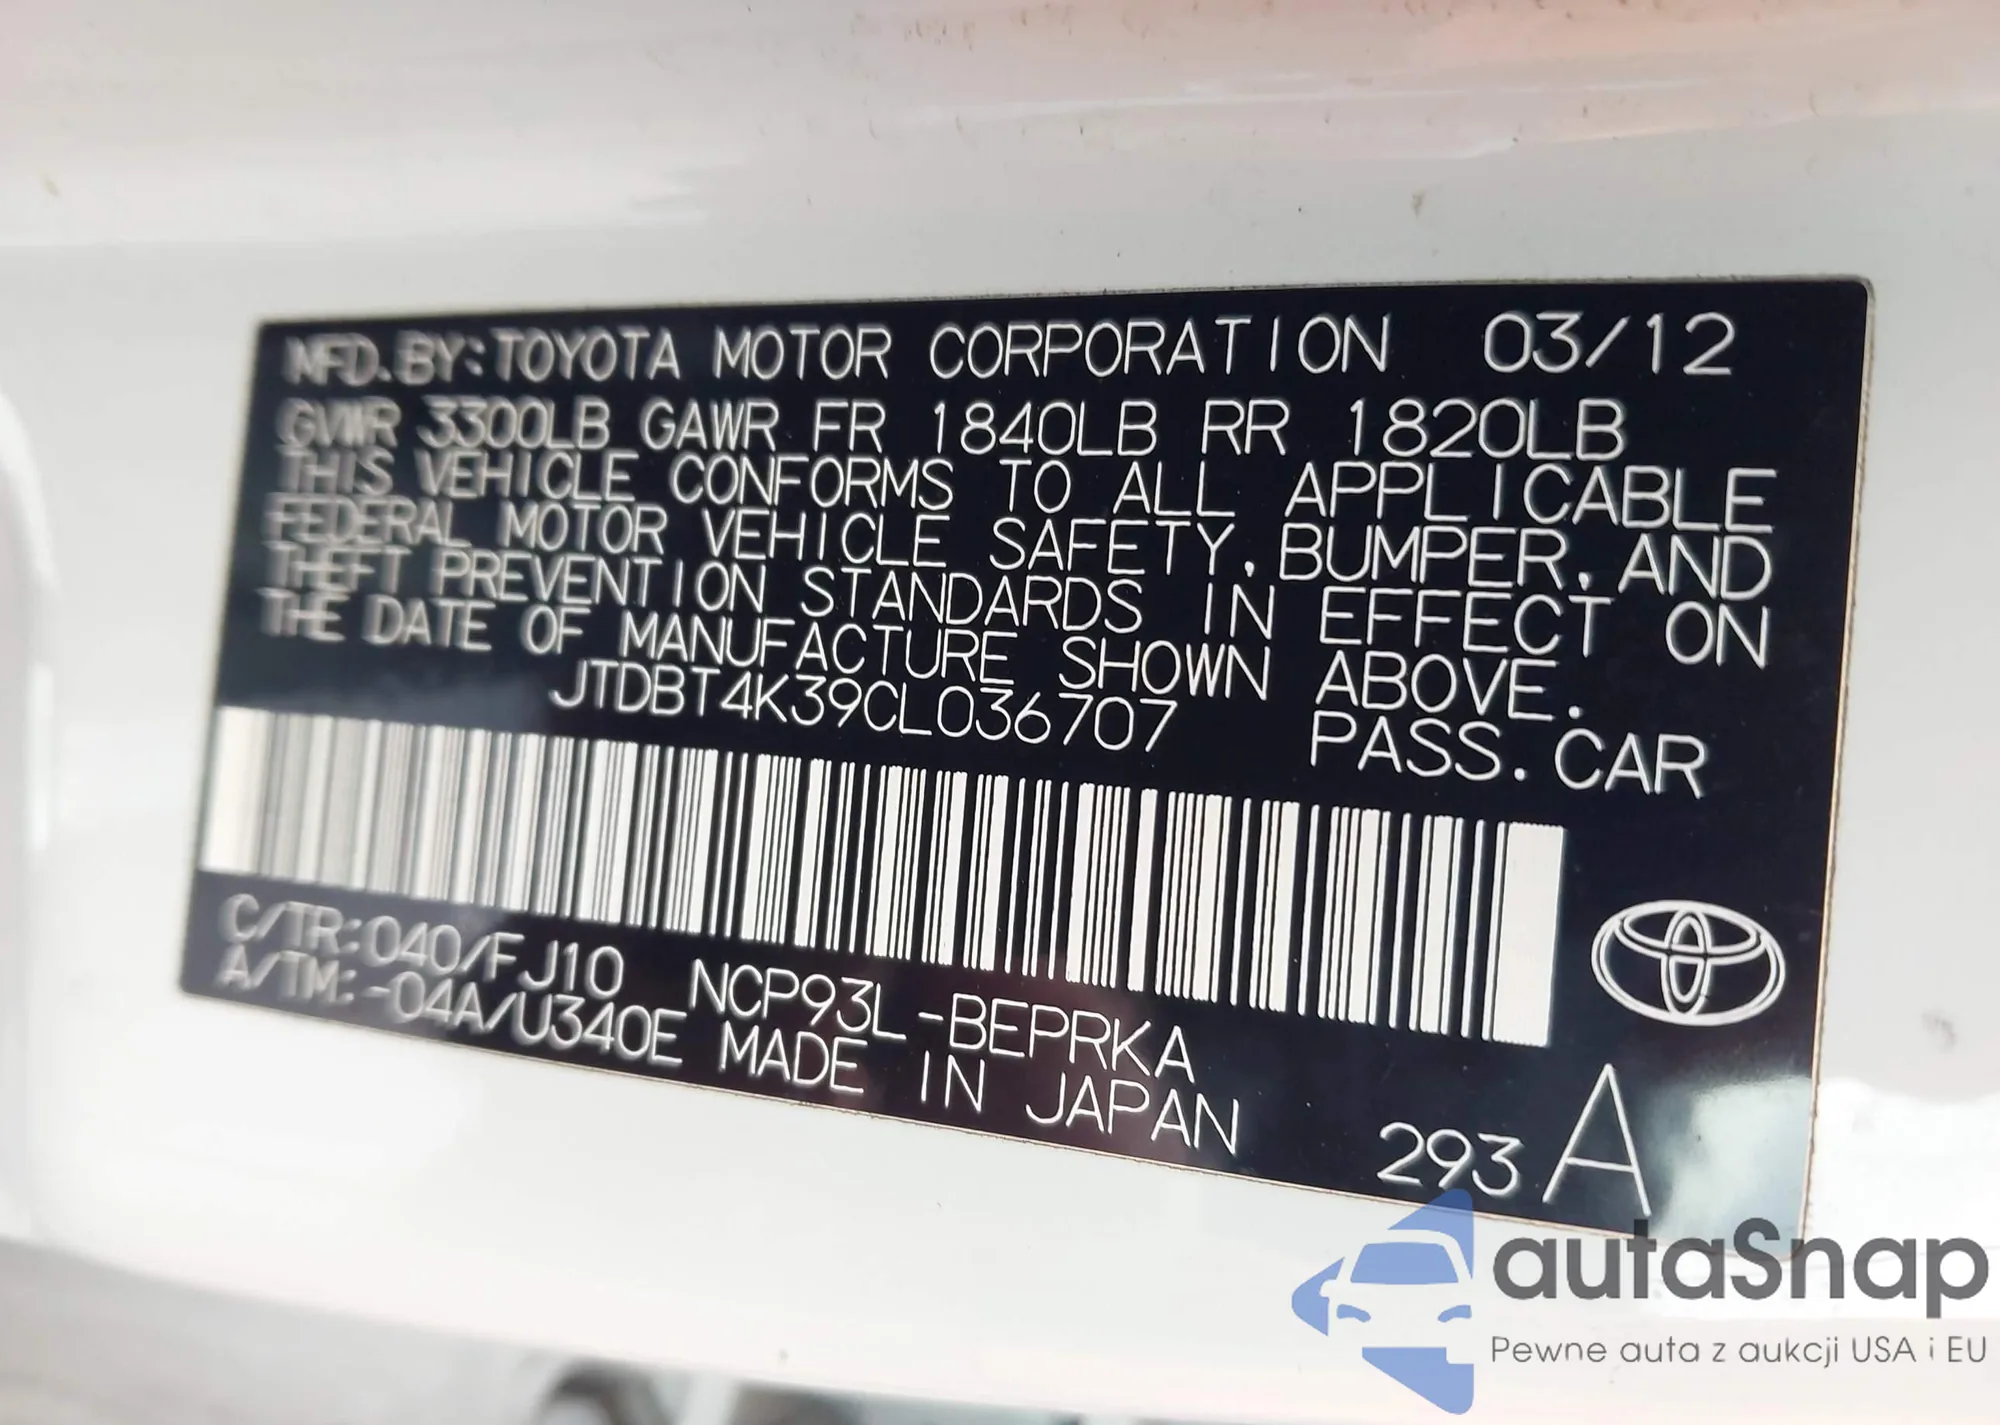 MFD. BY: TOYOTA MOTOR CORPORATION 03/12
GVWR 3300LB GAWR FR 1840LB RR 1820LB
THIS VEHICLE CONFORMS TO ALL APPLICABLE
FEDERAL MOTOR VEHICLE SAFETY, BUMPER, AND
THEFT PREVENTION STANDARDS IN EFFECT ON
THE DATE OF MANUFACTURE SHOWN ABOVE.
JTDBT4K39CL036707 PASS. CAR
C/TR: 040/FJ10 NCP93L-BEPRKA
A/TM: -04A/U340E MADE IN JAPAN
293 A
autaSnap
Pewne auta z aukcji USA i EU